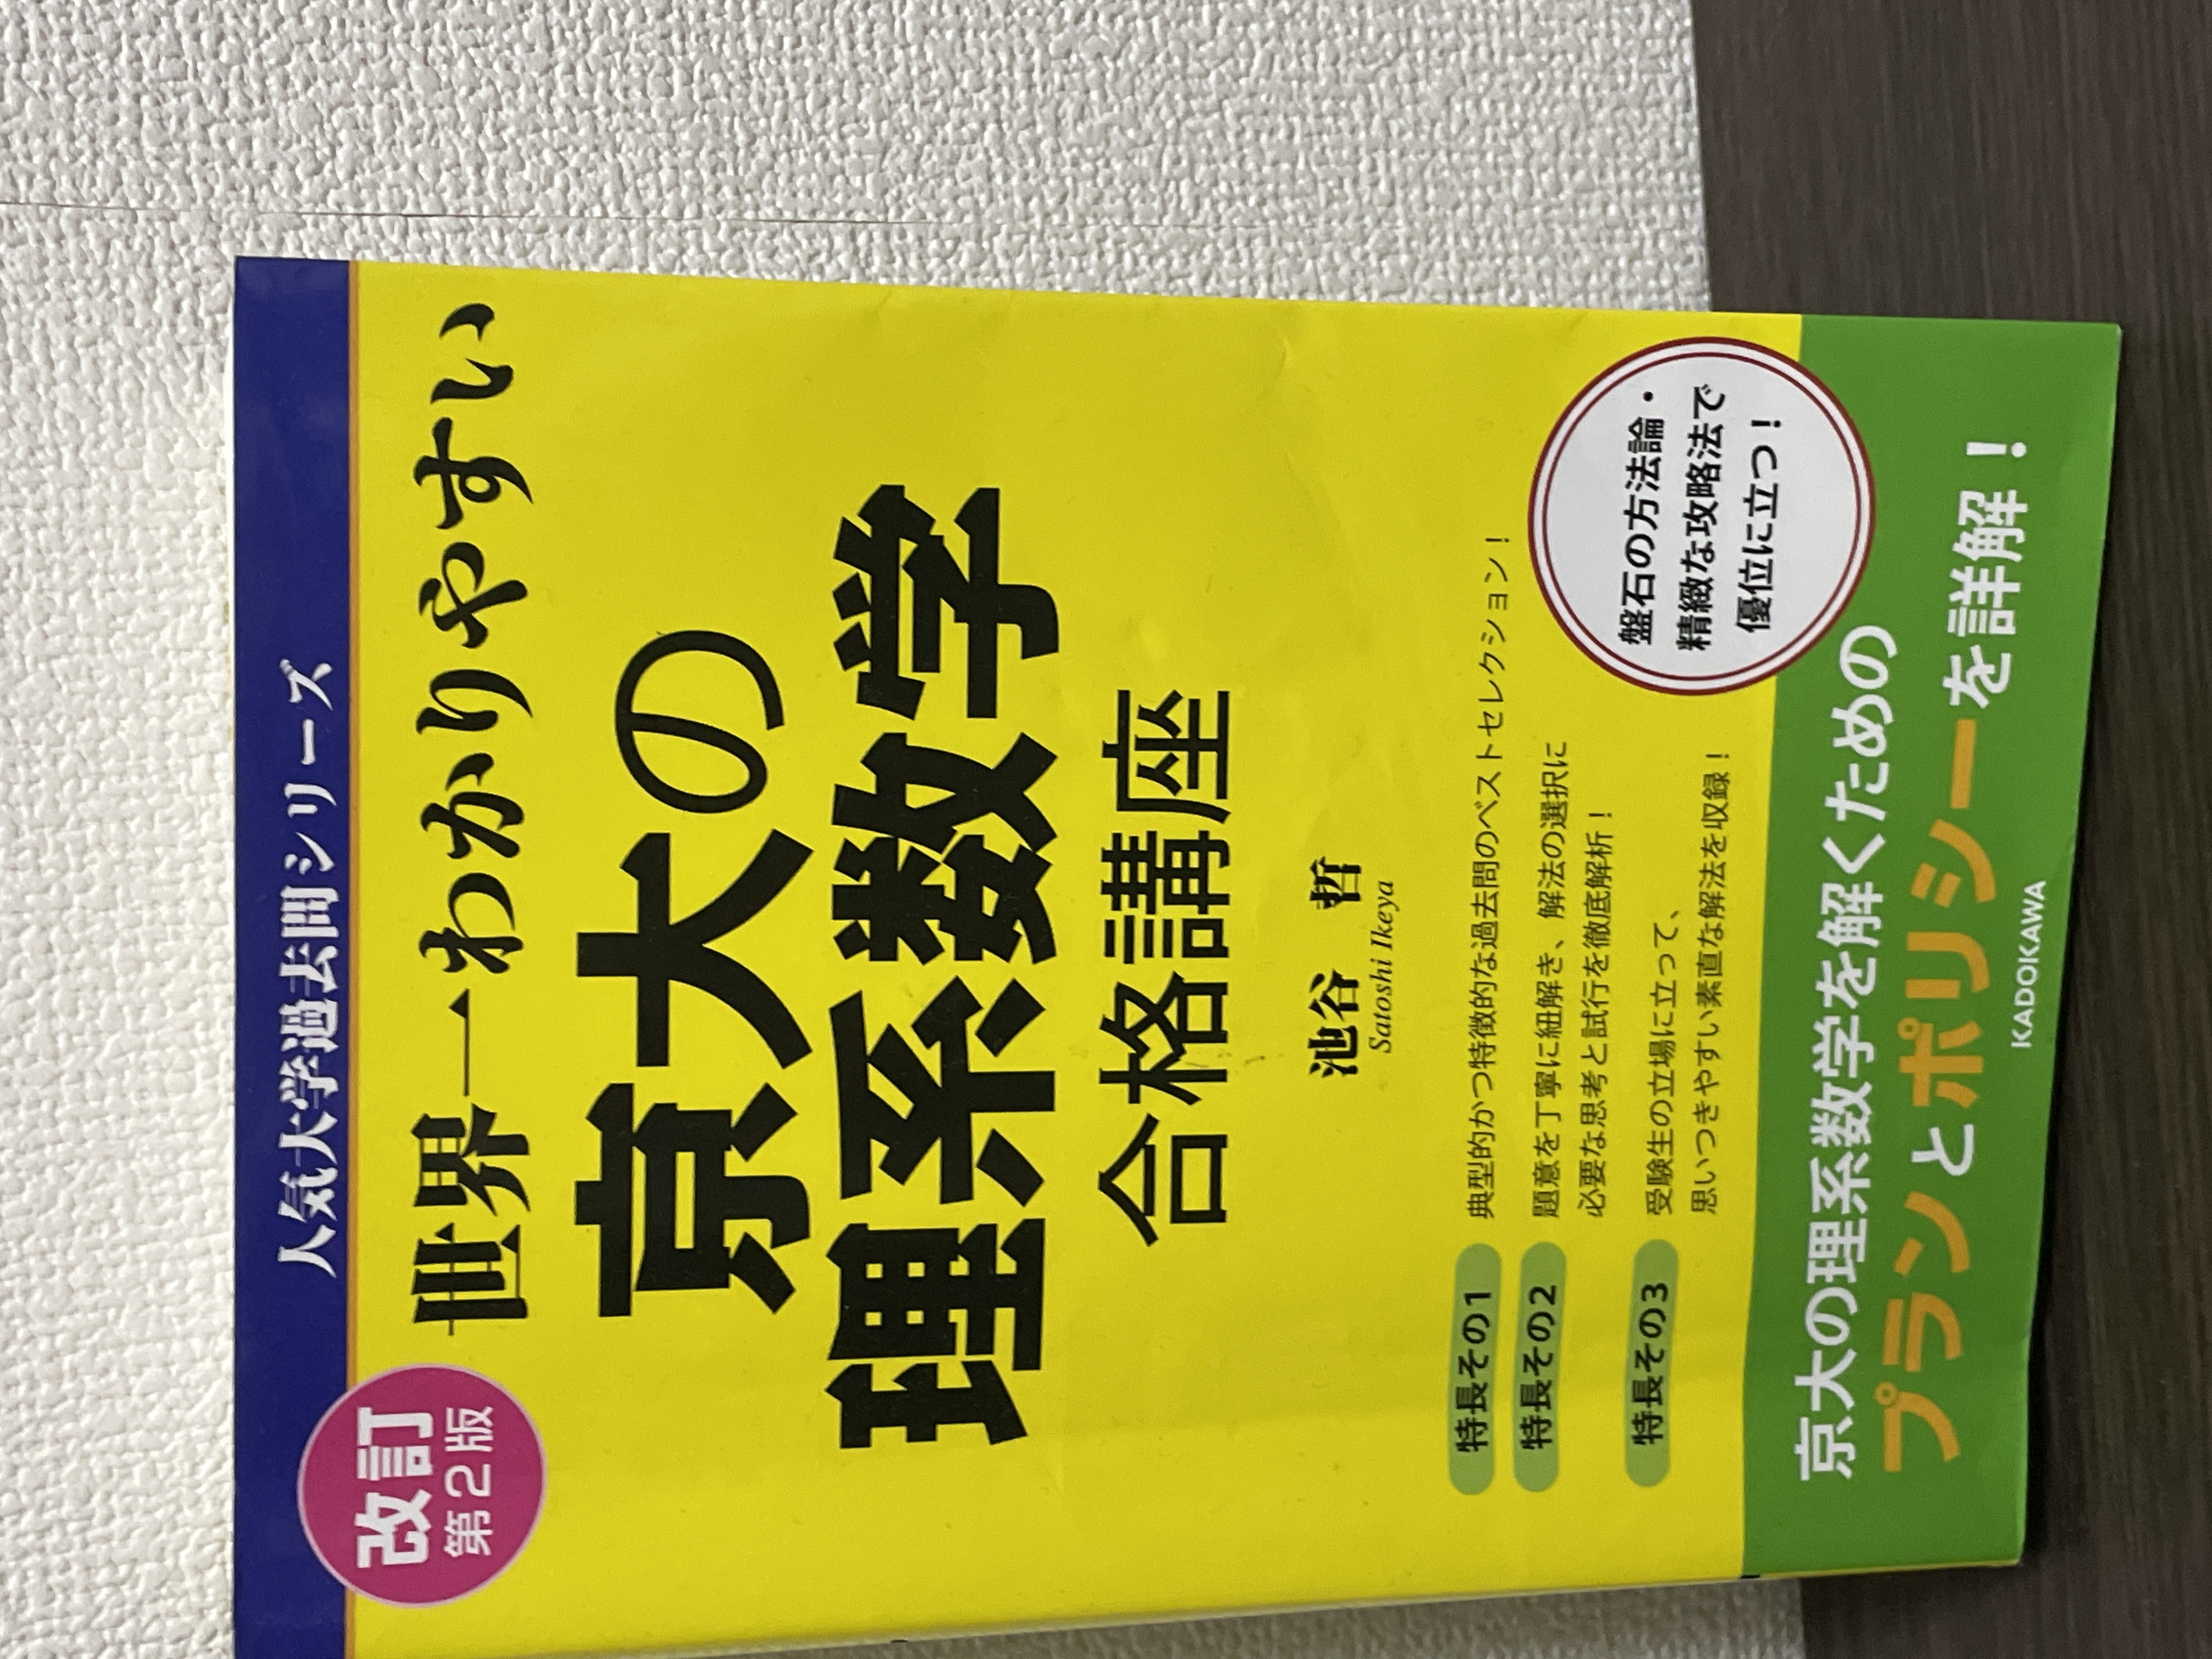 人気大学過去問シリーズ
改訂
第2版
世界一わかりやすい
京大の
理系数学
合格講座
池谷 哲
Satoshi Ikeya
特長その1 典型的かつ特徴的な過去問のベストセレクション！
特長その2 題意を丁寧に紐解き、解法の選択に
必要な思考と試行を徹底解析！
特長その3 受験生の立場に立って、
思いつきやすい素直な解法を収録！
盤石の方法論・
精緻な攻略法で
優位に立つ！
京大の理系数学を解くための
プランとポリシーを詳解！
KADOKAWA